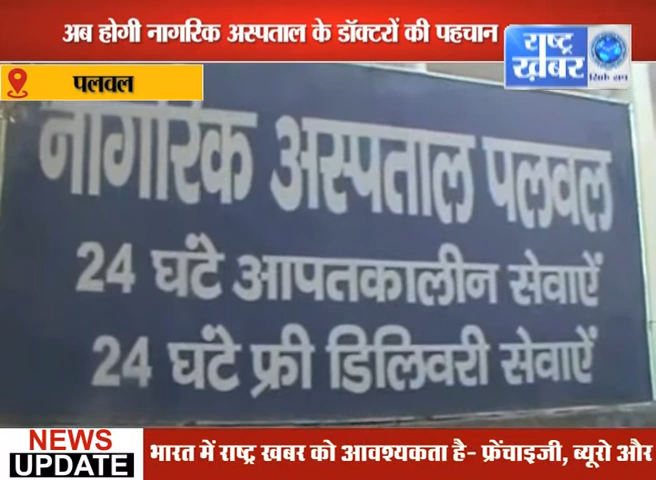 अब होगी नागरिक अस्पताल के डॉक्टरों की पहचान
राष्ट्र
ख़बर
पलवल
नागरिक अस्पताल पलवल
24 घंटे आपतकालीन सेवाऐं
24 घंटे फ्री डिलिवरी सेवाऐं
NEWS
UPDATE
भारत में राष्ट्र खबर को आवश्यकता है- फ्रेंचाइजी, ब्यूरो और